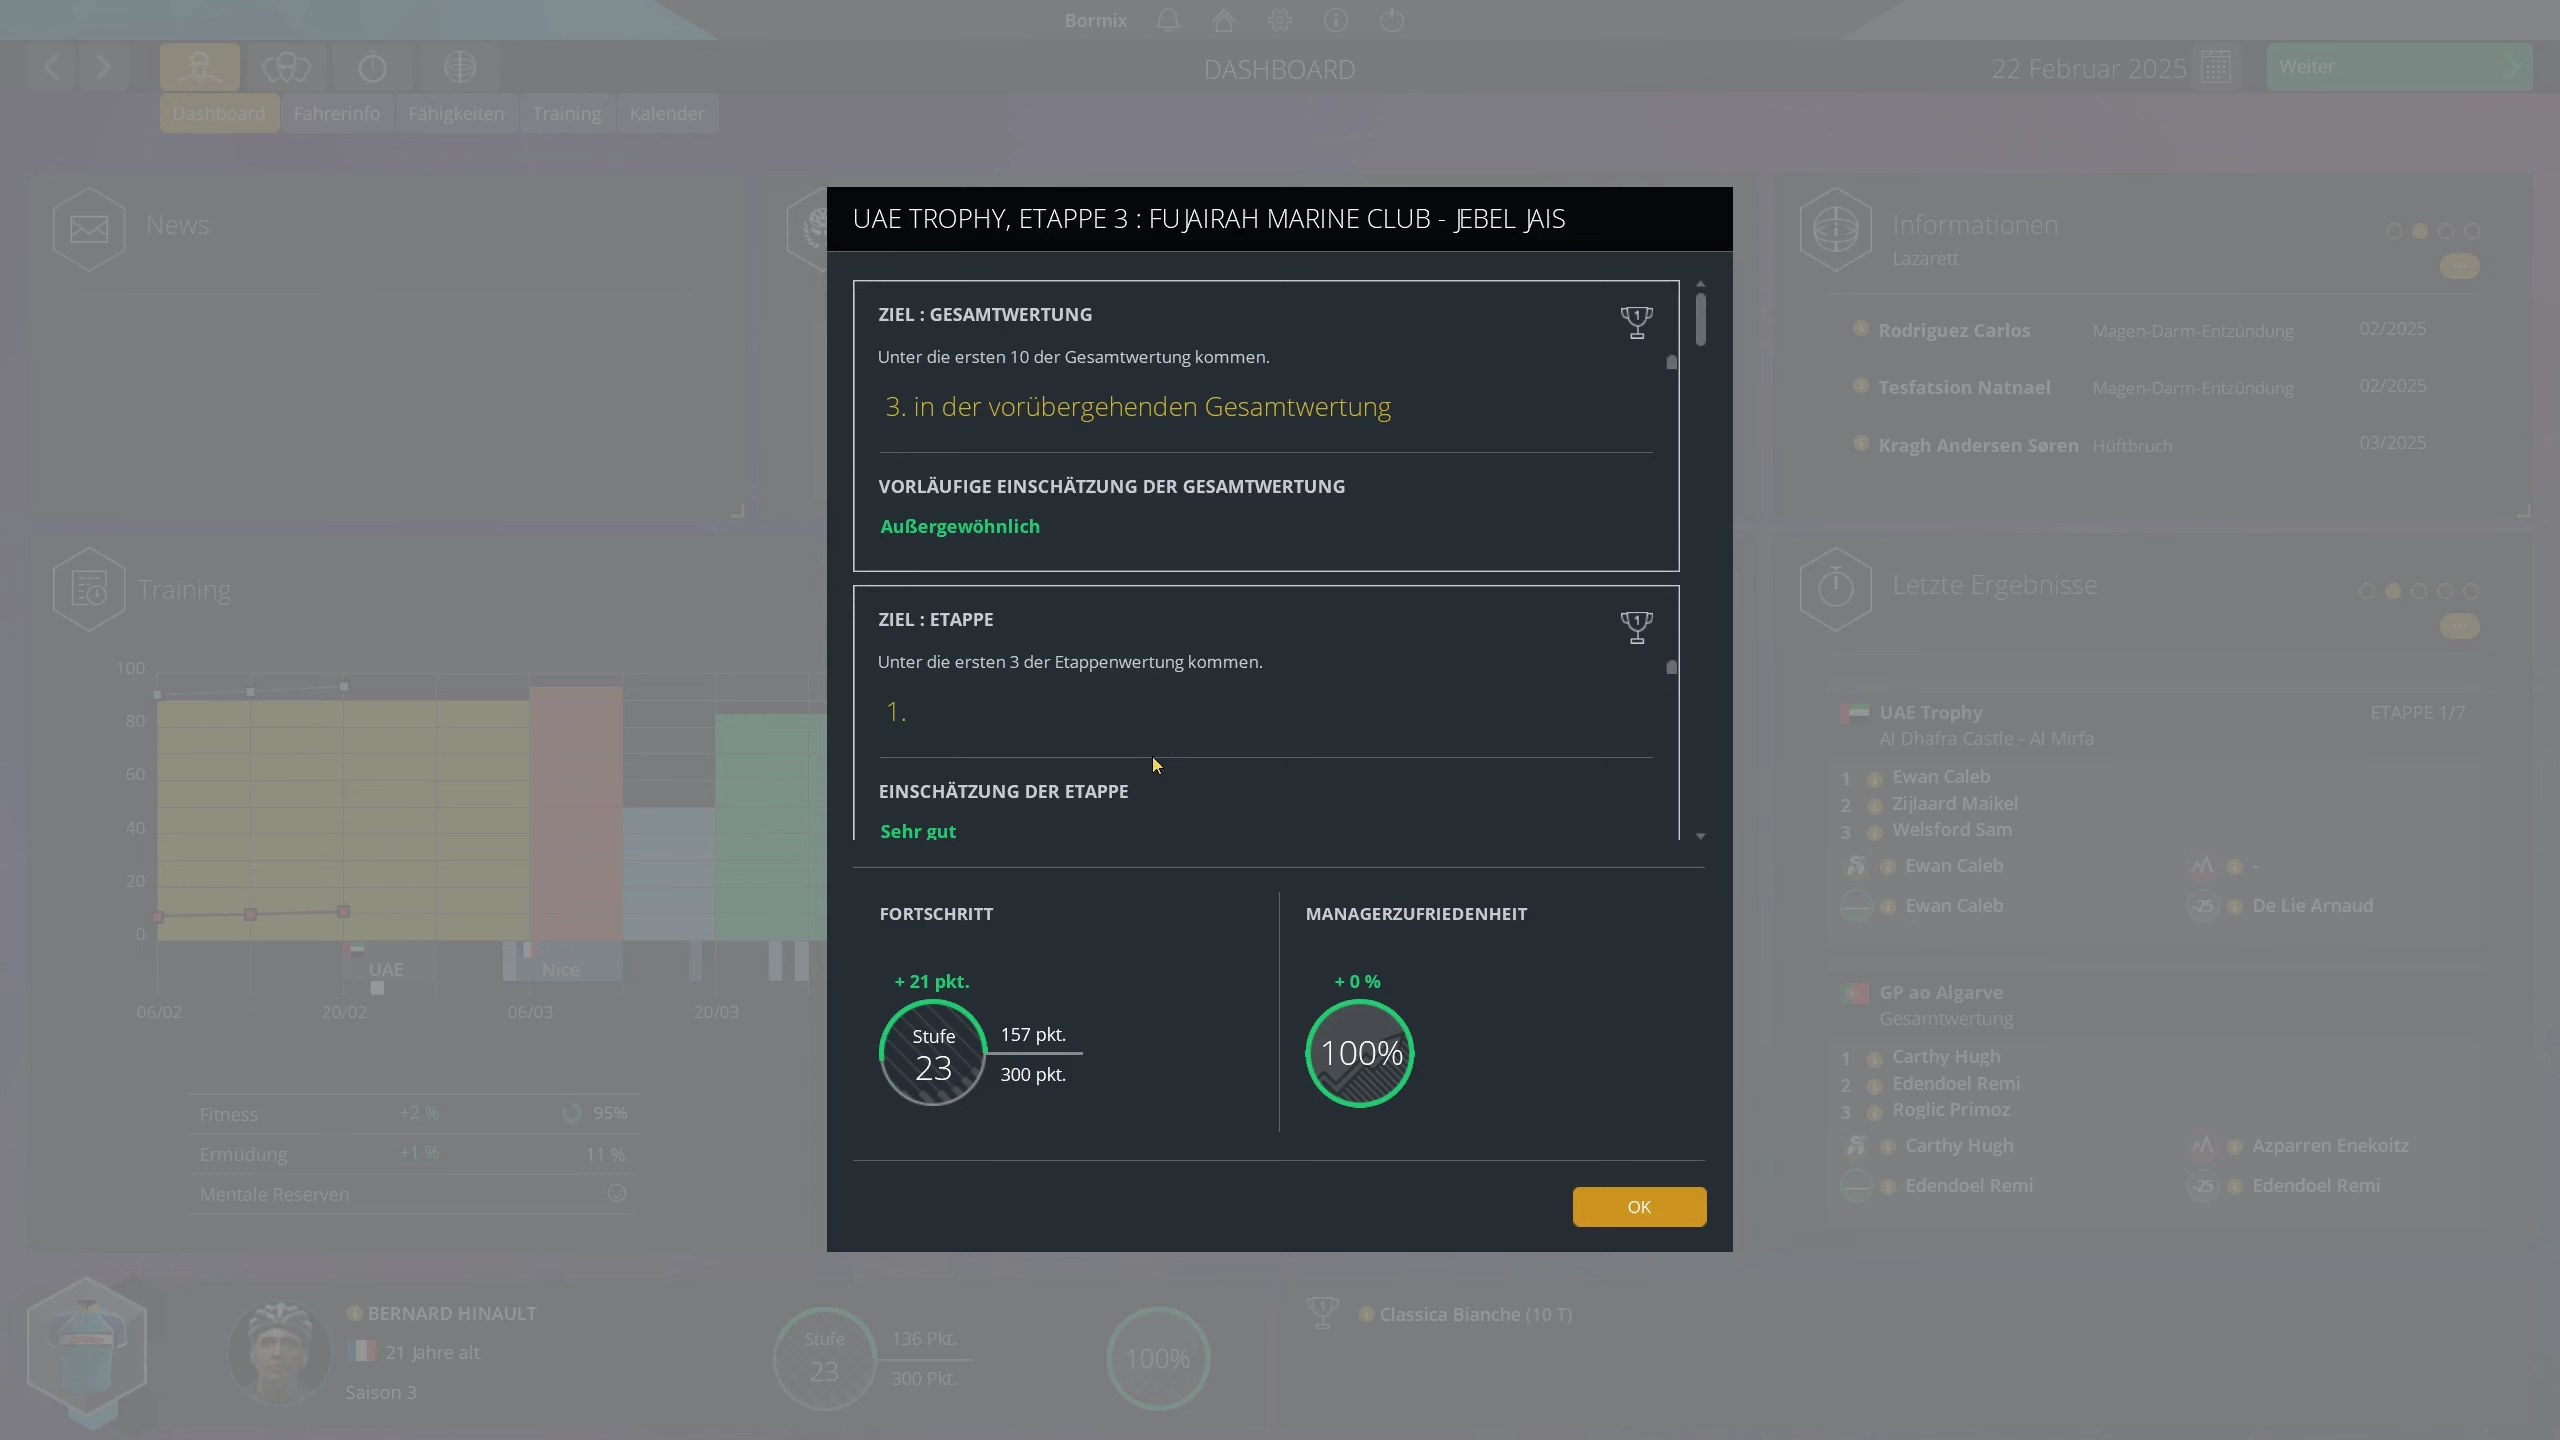 Bormix
DASHBOARD
22 Februar 2025
Weiter
Dashboard
Fahrerinfo
Fähigkeiten
Training
Kalender
News
UAE TROPHY, ETAPPE 3 : FUJAIRAH MARINE CLUB - JEBEL JAIS
ZIEL : GESAMTWERTUNG
Unter die ersten 10 der Gesamtwertung kommen.
3. in der vorübergehenden Gesamtwertung
VORLÄUFIGE EINSCHÄTZUNG DER GESAMTWERTUNG
Außergewöhnlich
ZIEL : ETAPPE
Unter die ersten 3 der Etappenwertung kommen.
1.
EINSCHÄTZUNG DER ETAPPE
Sehr gut
FORTSCHRITT
+ 21 pkt.
Stufe
23
157 pkt.
300 pkt.
MANAGERZUFRIEDENHEIT
+ 0 %
100%
OK
Informationen
Lazarett
Rodriguez Carlos Magen-Darm-Entzündung 02/2025
Tesfatsion Natnael Magen-Darm-Entzündung 02/2025
Kragh Andersen Søren Hüftbruch 03/2025
Training
100
80
60
40
20
0
UAE
Nice
06/02 20/02 06/03 20/03
Fitness +2 % 95%
Ermüdung +1 % 11 %
Mentale Reserven
Letzte Ergebnisse
UAE Trophy ETAPPE 1/7
Al Dhafra Castle - Al Mirfa
1 Ewan Caleb
2 Zijlaard Maikel
3 Welsford Sam
Ewan Caleb -
Ewan Caleb -25 De Lie Arnaud
GP ao Algarve
Gesamtwertung
1 Carthy Hugh
2 Edendoel Remi
3 Roglic Primoz
Carthy Hugh Azparren Enekoitz
Edendoel Remi -25 Edendoel Remi
BERNARD HINAULT
21 Jahre alt
Saison 3
Stufe
23
136 Pkt.
300 Pkt.
100%
Classica Bianche (10 T)